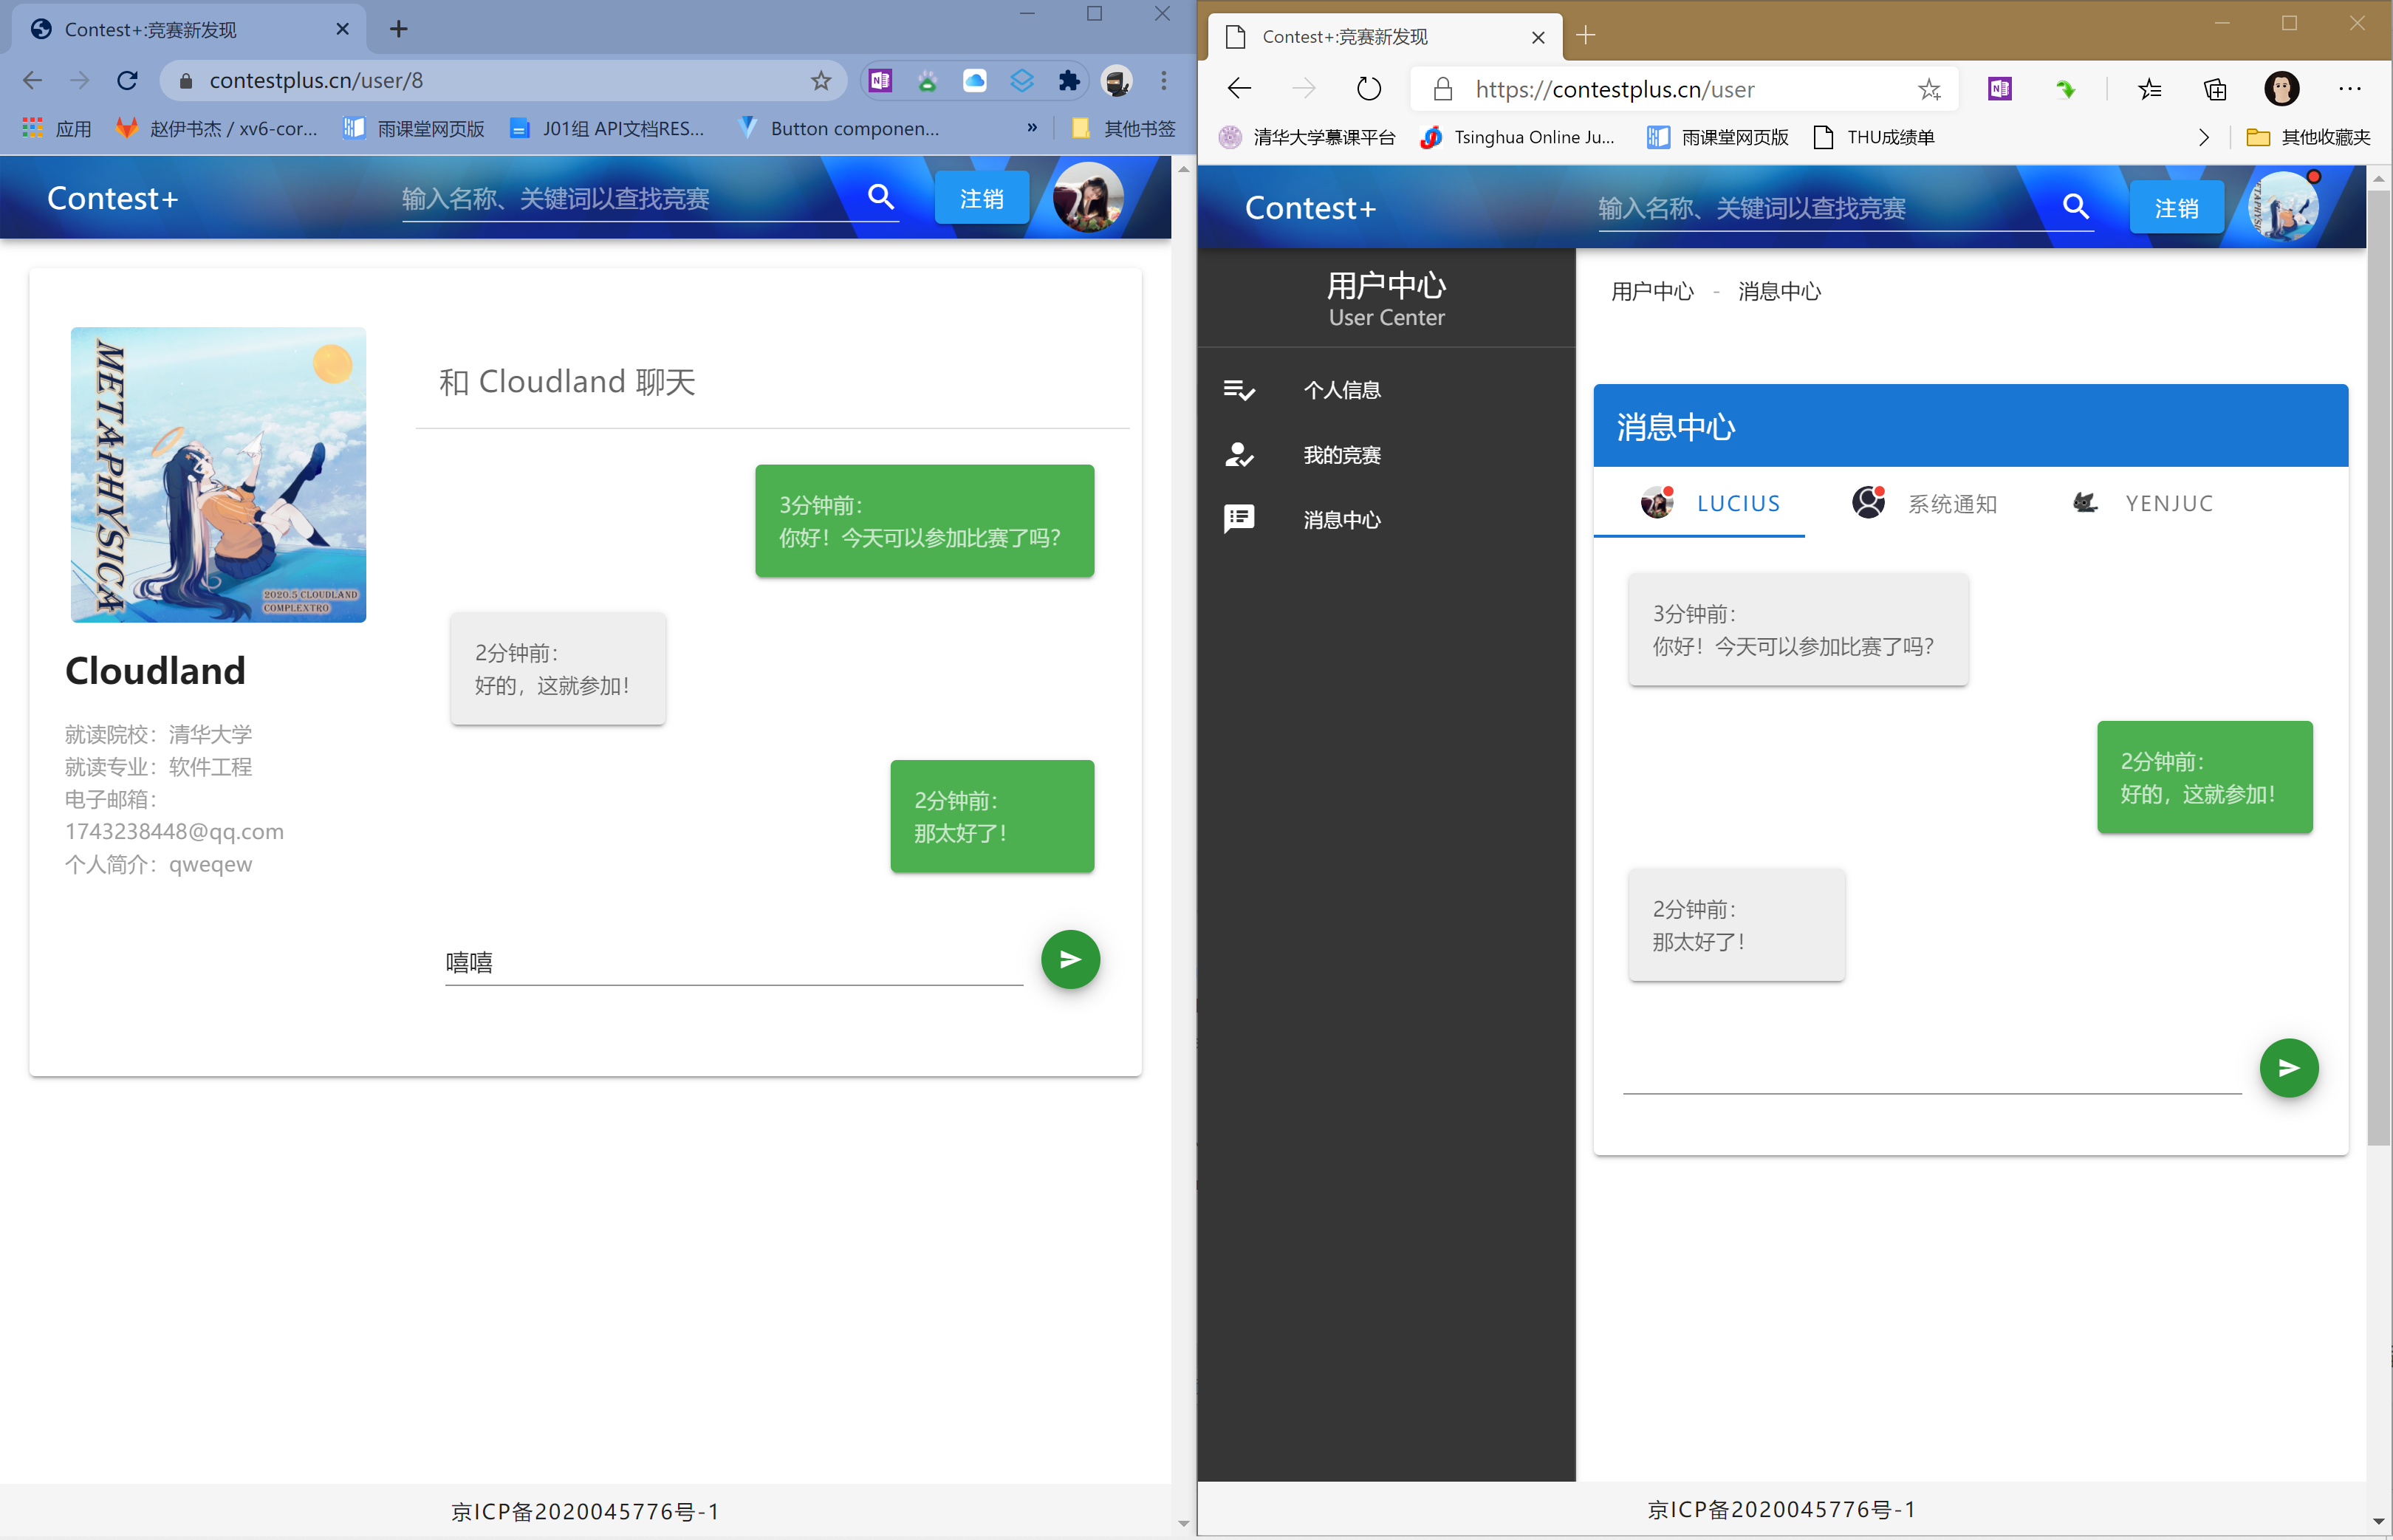 Contest+:竞赛新发现
contestplus.cn/user/8
应用
赵伊书杰 / xv6-cor...
雨课堂网页版
J01组 API文档RES...
Button componen...
»
其他书签
Contest+
输入名称、关键词以查找竞赛
注销
METAPHYSICA
2020.5 CLOUDLAND
COMPLEXTRO
Cloudland
就读院校：清华大学
就读专业：软件工程
电子邮箱：
1743238448@qq.com
个人简介：qweqew
和 Cloudland 聊天
3分钟前：
你好！今天可以参加比赛了吗？
2分钟前：
好的，这就参加！
2分钟前：
那太好了！
嘻嘻
京ICP备2020045776号-1
Contest+:竞赛新发现
https://contestplus.cn/user
清华大学慕课平台
Tsinghua Online Ju...
雨课堂网页版
THU成绩单
其他收藏夹
Contest+
输入名称、关键词以查找竞赛
注销
用户中心
User Center
个人信息
我的竞赛
消息中心
用户中心 - 消息中心
消息中心
LUCIUS
系统通知
YENJUC
3分钟前：
你好！今天可以参加比赛了吗？
2分钟前：
好的，这就参加！
2分钟前：
那太好了！
京ICP备2020045776号-1